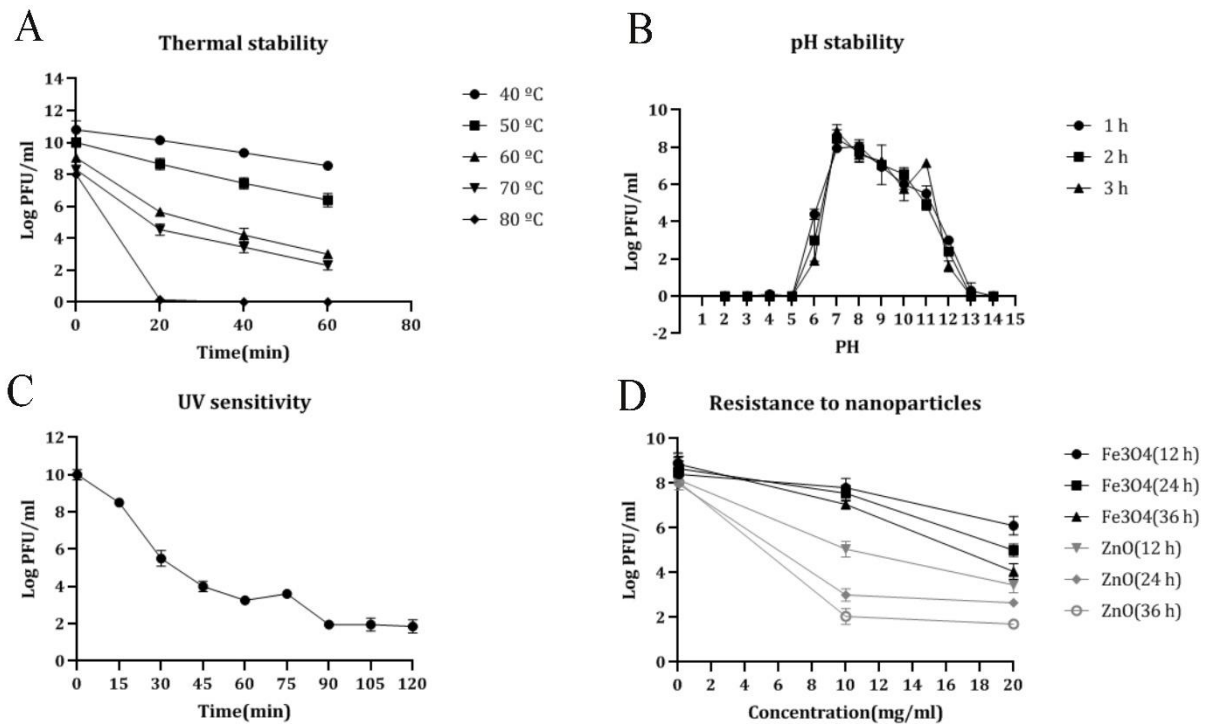 A
Thermal stability
14
12
10
8
6
4
2
0
Log PFU/ml
0 20 40 60 80
Time(min)
40 ºC
50 ºC
60 ºC
70 ºC
80 ºC
B
pH stability
10
8
6
4
2
0
-2
Log PFU/ml
1 2 3 4 5 6 7 8 9 10 11 12 13 14 15
PH
1 h
2 h
3 h
C
UV sensitivity
12
10
8
6
4
2
0
Log PFU/ml
0 15 30 45 60 75 90 105 120
Time(min)
D
Resistance to nanoparticles
10
8
6
4
2
0
Log PFU/ml
0 2 4 6 8 10 12 14 16 18 20
Concentration(mg/ml)
Fe3O4(12 h)
Fe3O4(24 h)
Fe3O4(36 h)
ZnO(12 h)
ZnO(24 h)
ZnO(36 h)